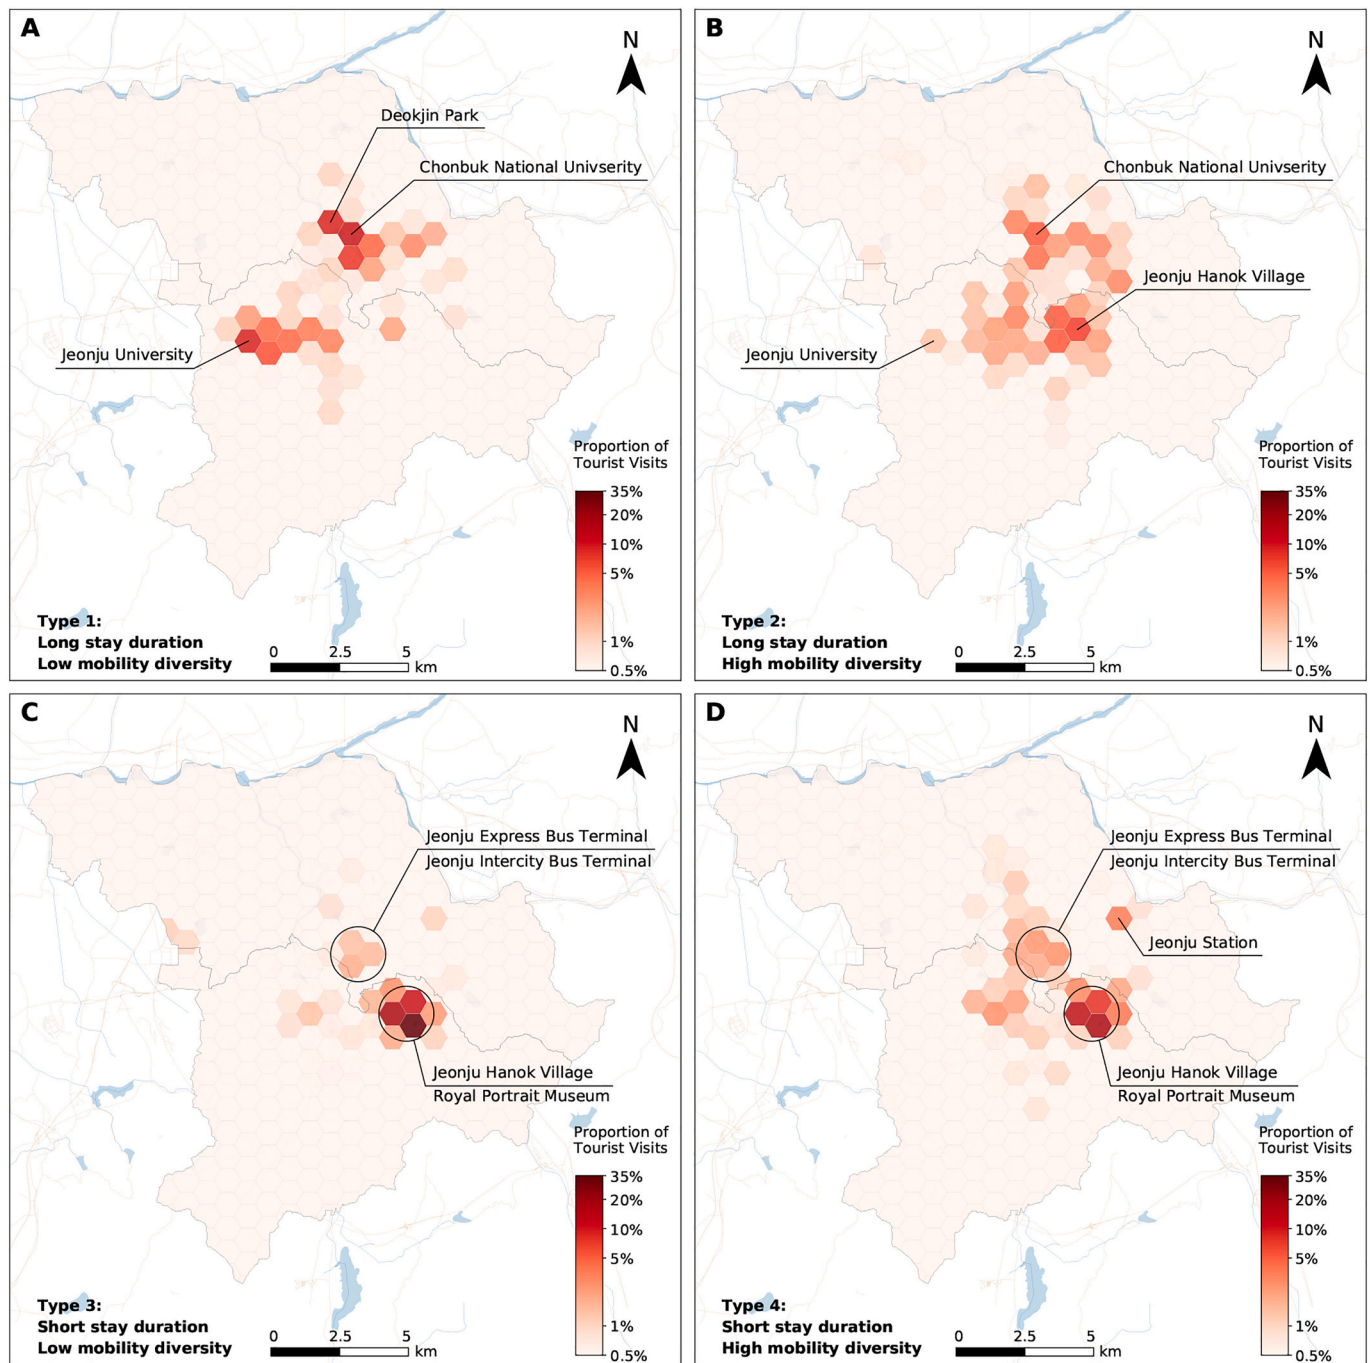 A
N
Deokjin Park
Chonbuk National Univserity
Jeonju University
Proportion of
Tourist Visits
35%
20%
10%
5%
1%
0.5%
Type 1:
Long stay duration
Low mobility diversity
0 2.5 5
km
B
N
Chonbuk National Univserity
Jeonju Hanok Village
Jeonju University
Proportion of
Tourist Visits
35%
20%
10%
5%
1%
0.5%
Type 2:
Long stay duration
High mobility diversity
0 2.5 5
km
C
N
Jeonju Express Bus Terminal
Jeonju Intercity Bus Terminal
Jeonju Hanok Village
Royal Portrait Museum
Proportion of
Tourist Visits
35%
20%
10%
5%
1%
0.5%
Type 3:
Short stay duration
Low mobility diversity
0 2.5 5
km
D
N
Jeonju Express Bus Terminal
Jeonju Intercity Bus Terminal
Jeonju Station
Jeonju Hanok Village
Royal Portrait Museum
Proportion of
Tourist Visits
35%
20%
10%
5%
1%
0.5%
Type 4:
Short stay duration
High mobility diversity
0 2.5 5
km